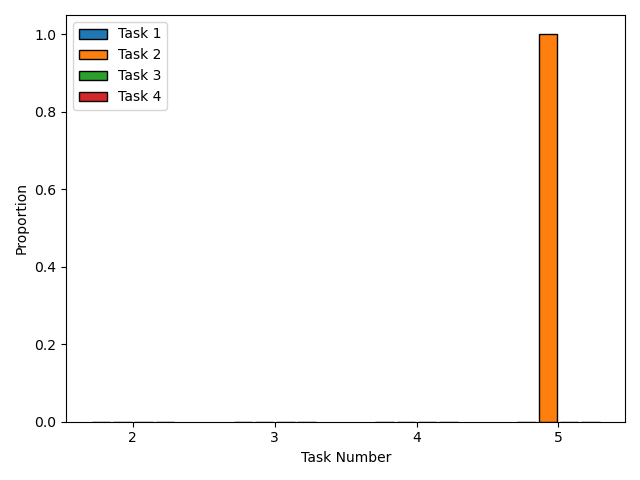 Task 1
Task 2
Task 3
Task 4
1.0
0.8
0.6
0.4
0.2
0.0
Proportion
2 3 4 5
Task Number